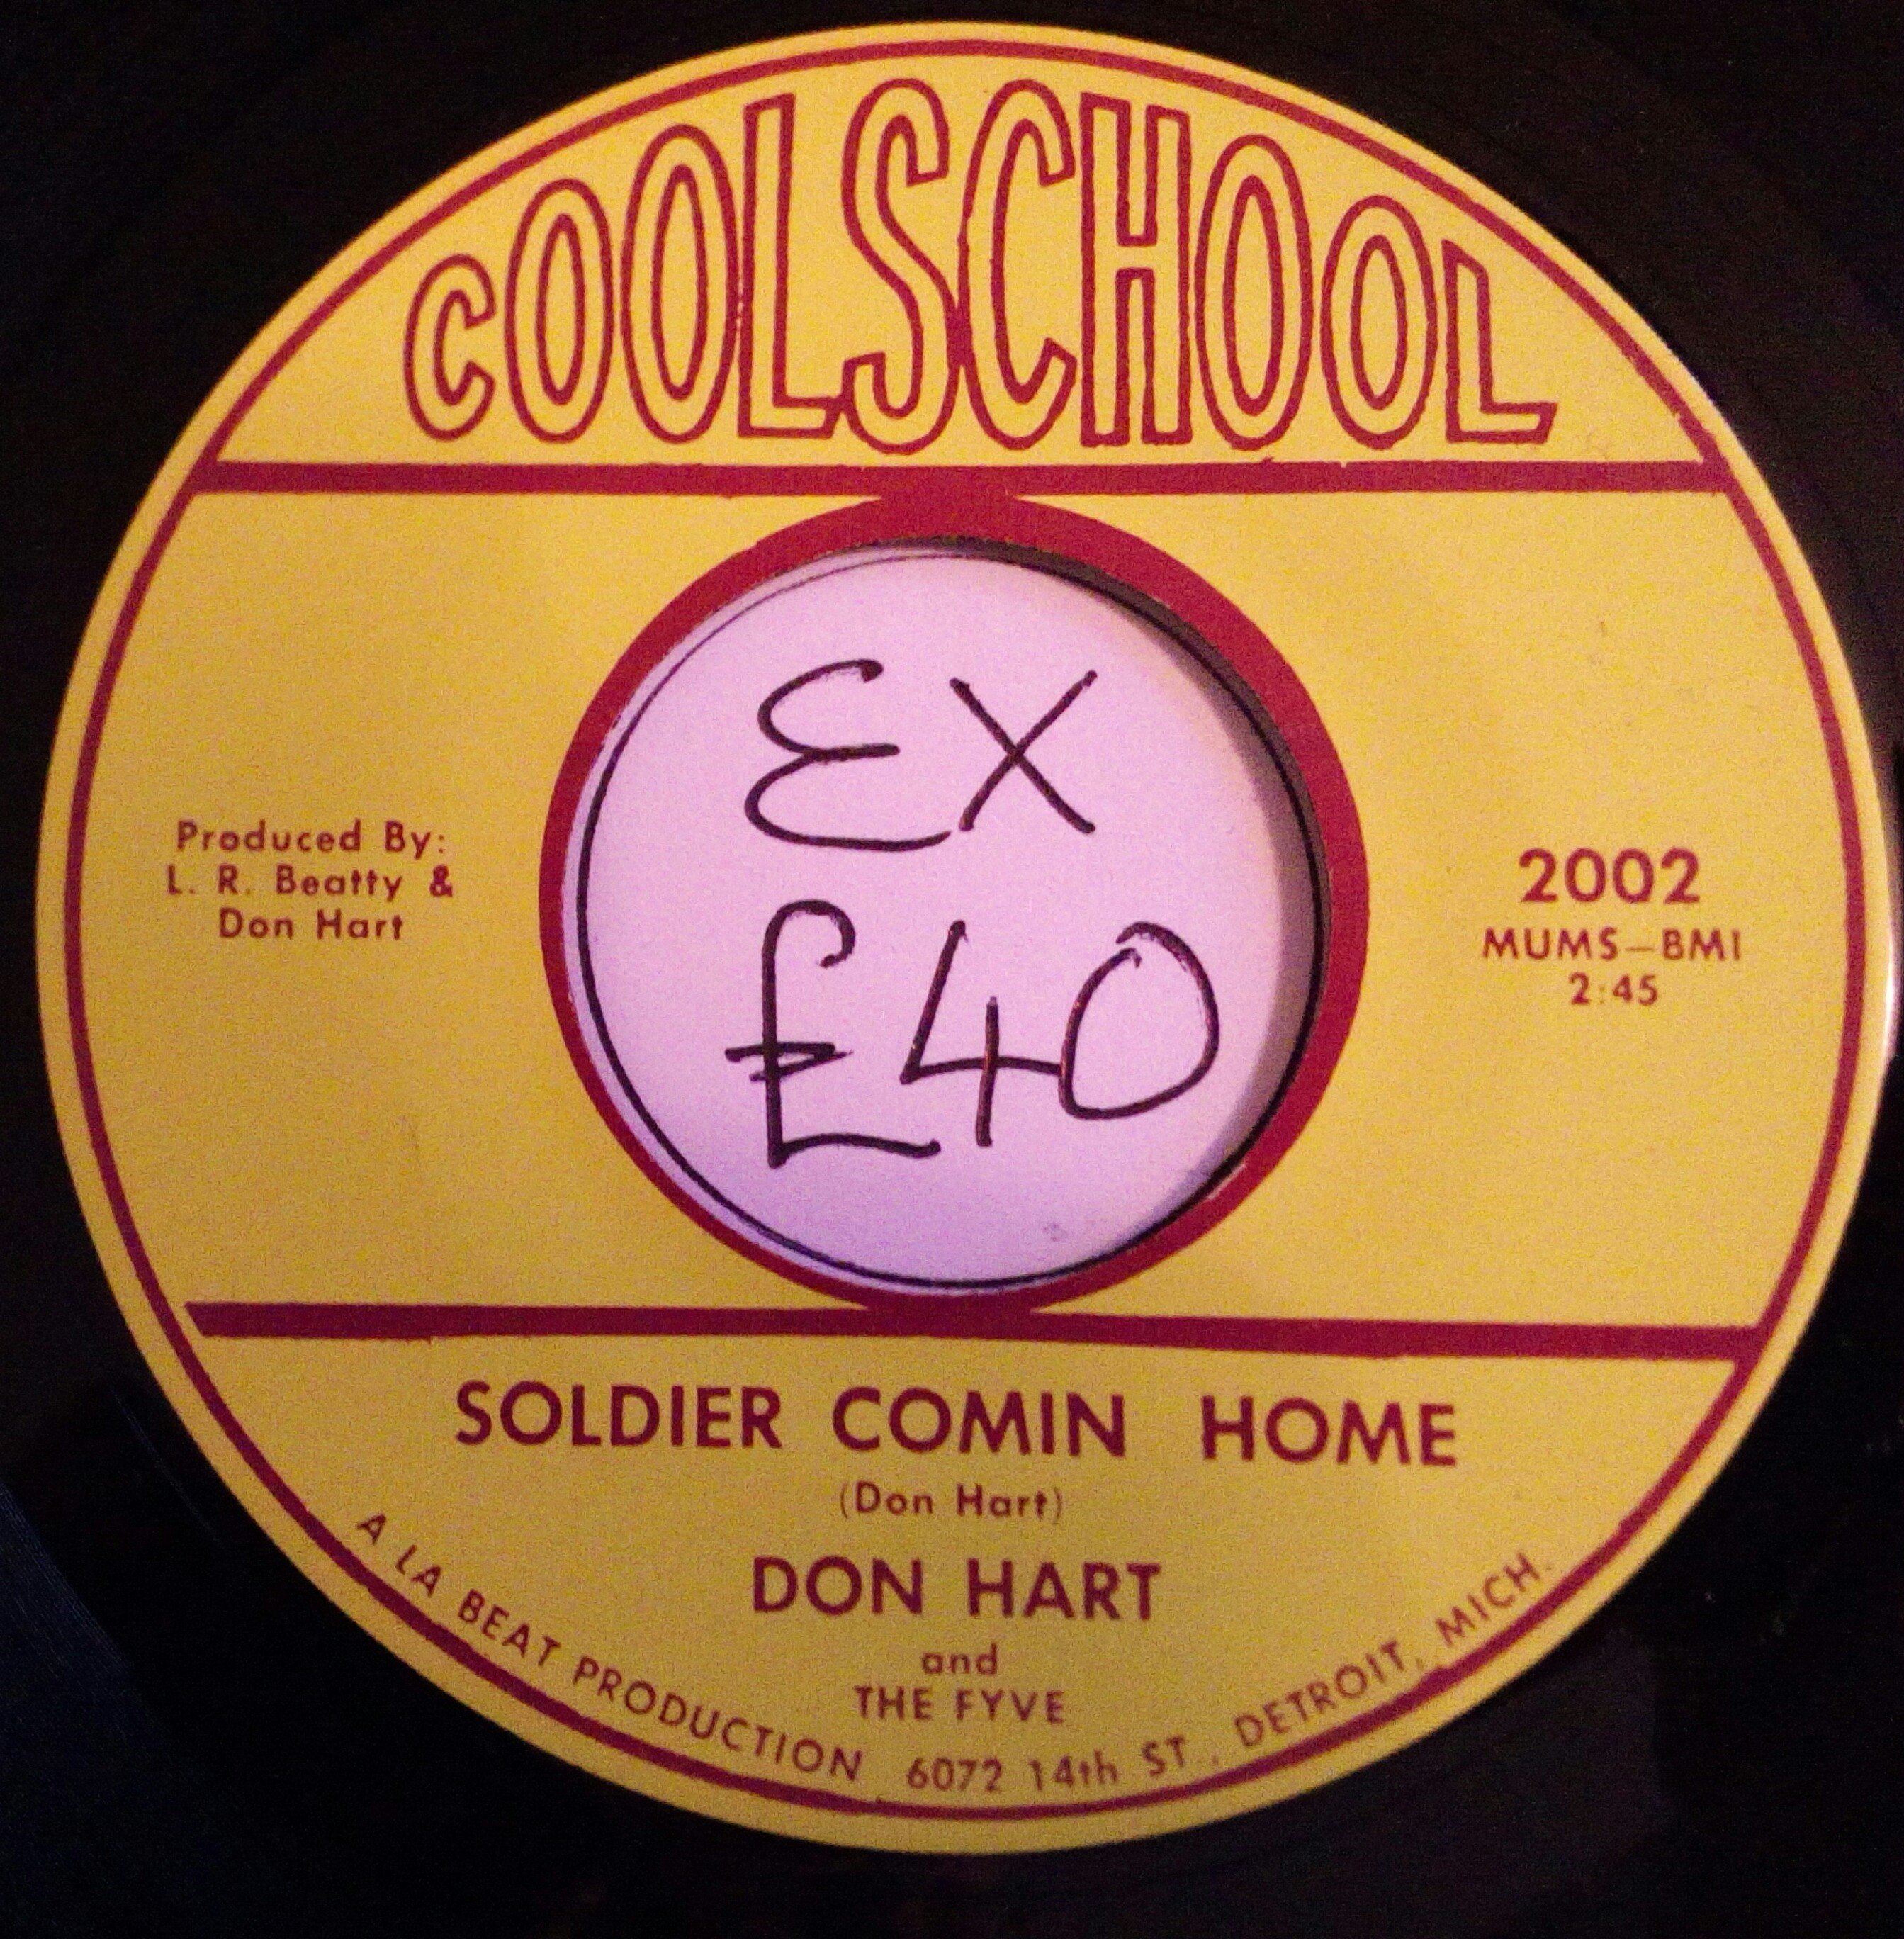 COOLSCHOOL
EX
£40
Produced By:
L. R. Beatty &
Don Hart
2002
MUMS—BMI
2:45
SOLDIER COMIN HOME
(Don Hart)
DON HART
and
THE FYVE
A LA BEAT PRODUCTION 6072 14th ST., DETROIT, MICH.